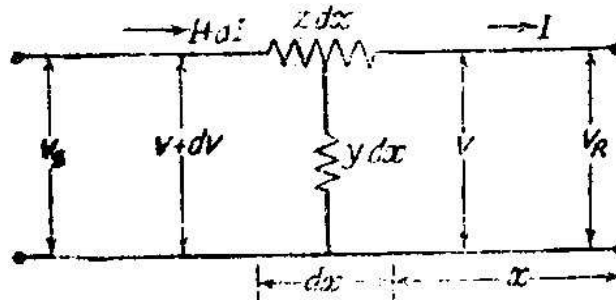 I+dI z dx I
V_S V+dV y dx V V_R
dx x